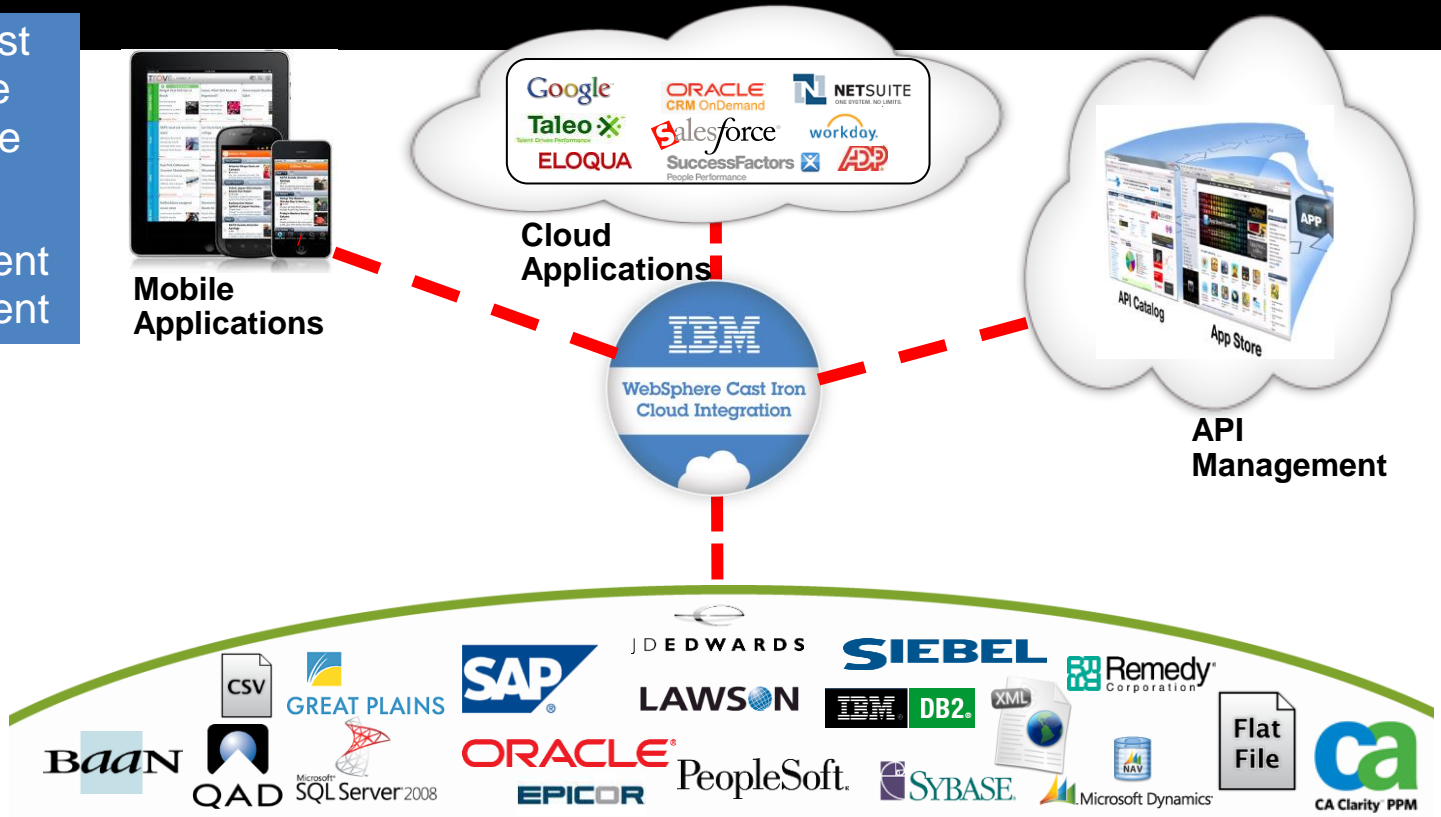 st
e
e
ent
ent
Google
ORACLE
CRM OnDemand
NETSUITE
ONE SYSTEM. NO LIMITS.
Taleo
Talent Driven Performance
Salesforce
workday.
ELOQUA
SuccessFactors
People Performance
ADP
Mobile
Applications
Cloud
Applications
API Catalog
App Store
APP
API
Management
IBM
WebSphere Cast Iron
Cloud Integration
CSV
GREAT PLAINS
SAP
JDEDWARDS
SIEBEL
Remedy
Corporation
LAWSON
IBM. DB2.
XML
Flat
File
BaaN
QAD
Microsoft
SQL Server 2008
ORACLE
EPICOR
PeopleSoft.
SYBASE
NAV
Microsoft Dynamics
ca
CA Clarity PPM